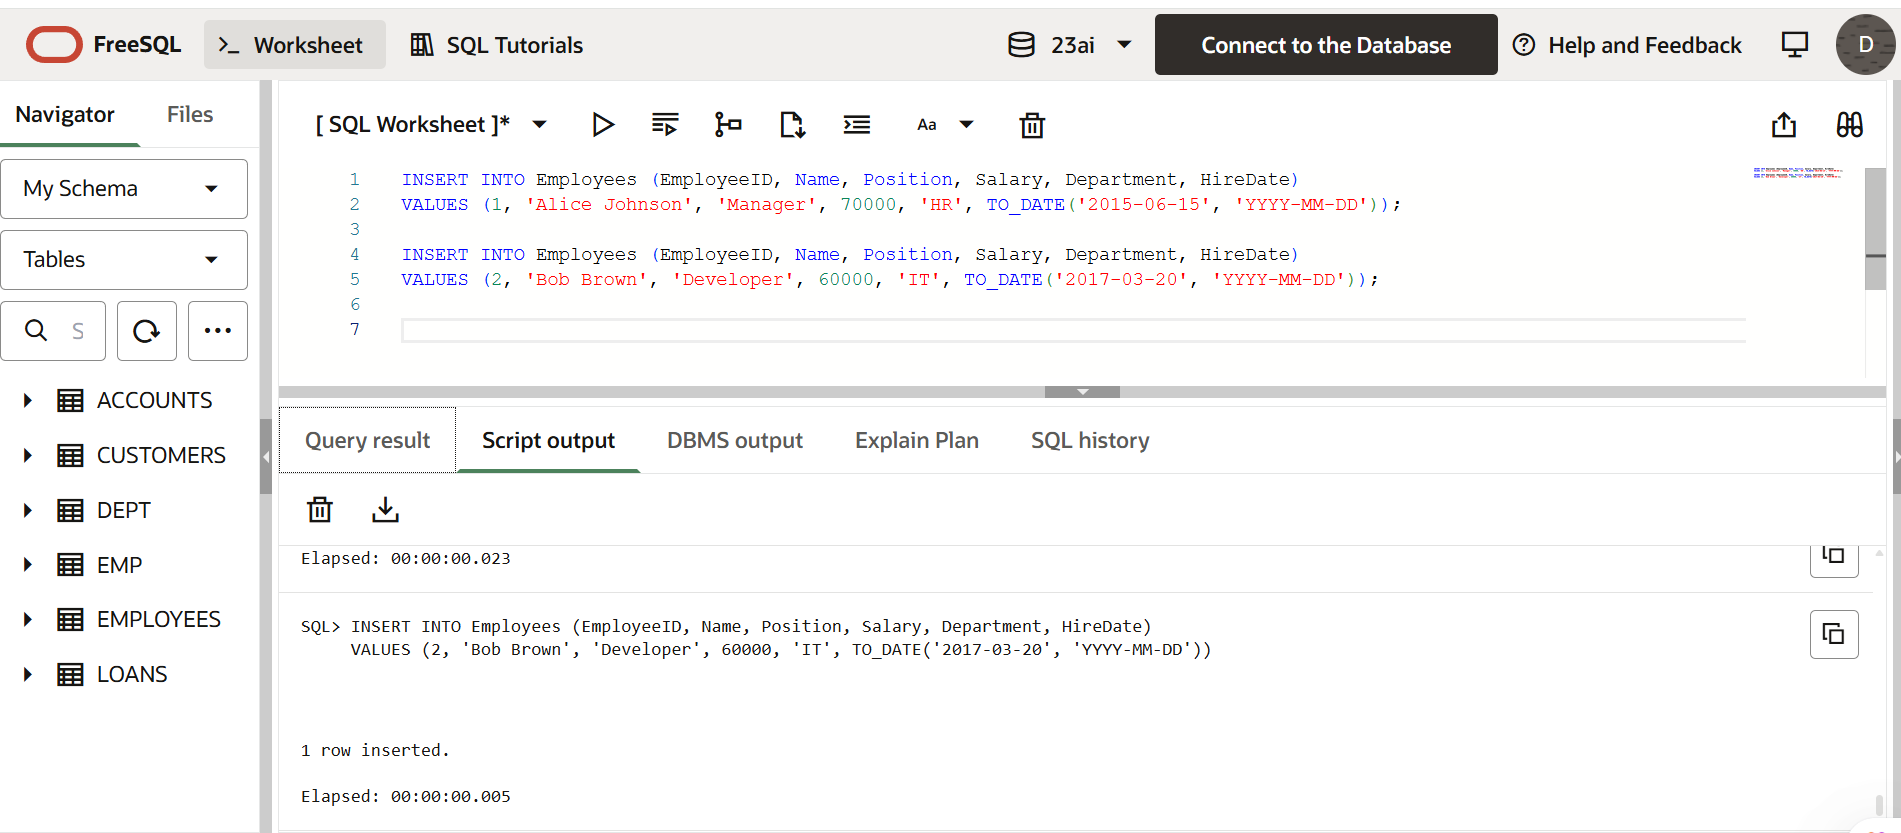 FreeSQL
>_ Worksheet
SQL Tutorials
23ai
Connect to the Database
Help and Feedback
D
Navigator
Files
My Schema
Tables
S
ACCOUNTS
CUSTOMERS
DEPT
EMP
EMPLOYEES
LOANS
[ SQL Worksheet ]*
Aa
1 INSERT INTO Employees (EmployeeID, Name, Position, Salary, Department, HireDate)
2 VALUES (1, 'Alice Johnson', 'Manager', 70000, 'HR', TO_DATE('2015-06-15', 'YYYY-MM-DD'));
3
4 INSERT INTO Employees (EmployeeID, Name, Position, Salary, Department, HireDate)
5 VALUES (2, 'Bob Brown', 'Developer', 60000, 'IT', TO_DATE('2017-03-20', 'YYYY-MM-DD'));
6
7
Query result
Script output
DBMS output
Explain Plan
SQL history
Elapsed: 00:00:00.023
SQL> INSERT INTO Employees (EmployeeID, Name, Position, Salary, Department, HireDate)
VALUES (2, 'Bob Brown', 'Developer', 60000, 'IT', TO_DATE('2017-03-20', 'YYYY-MM-DD'))
1 row inserted.
Elapsed: 00:00:00.005